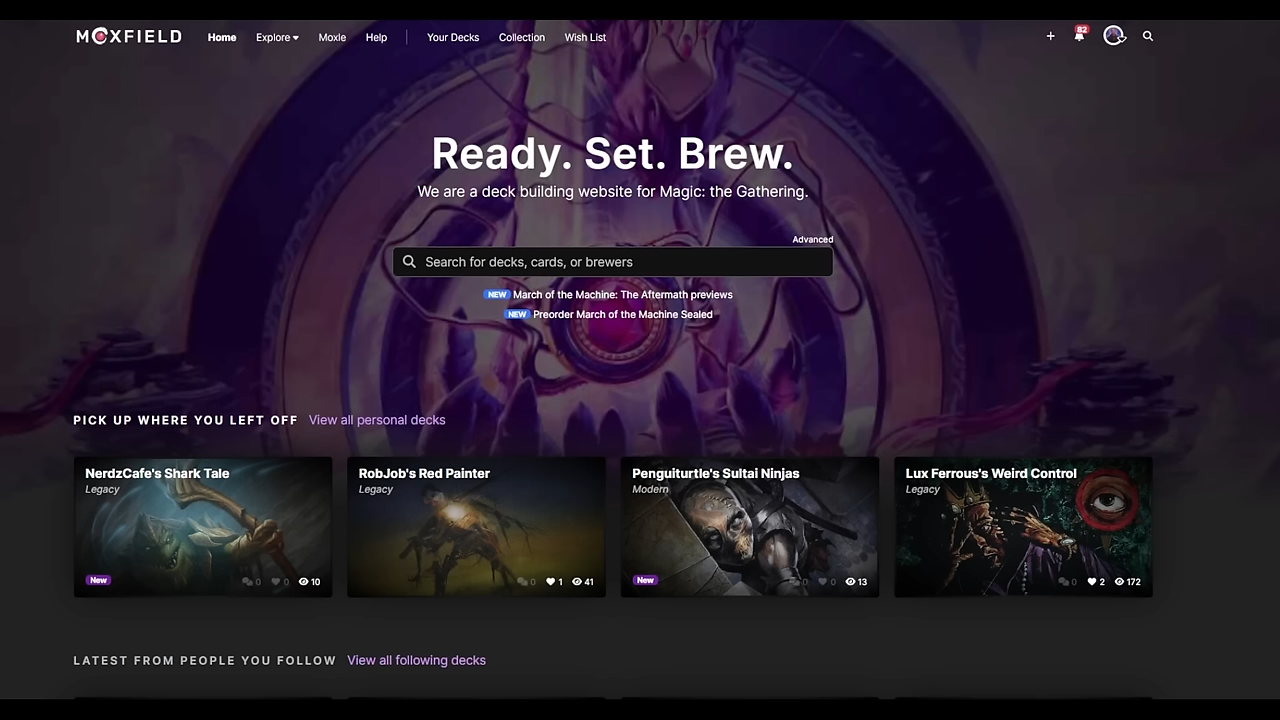 MOXFIELD Home Explore Moxle Help Your Decks Collection Wish List 82
Ready. Set. Brew.
We are a deck building website for Magic: the Gathering.
Advanced
Search for decks, cards, or brewers
NEW March of the Machine: The Aftermath previews
NEW Preorder March of the Machine Sealed
PICK UP WHERE YOU LEFT OFF View all personal decks
NerdzCafe's Shark Tale
Legacy
New 0 0 10
RobJob's Red Painter
Legacy
0 1 41
Penguiturtle's Sultai Ninjas
Modern
New 0 0 13
Lux Ferrous's Weird Control
Legacy
0 2 172
LATEST FROM PEOPLE YOU FOLLOW View all following decks